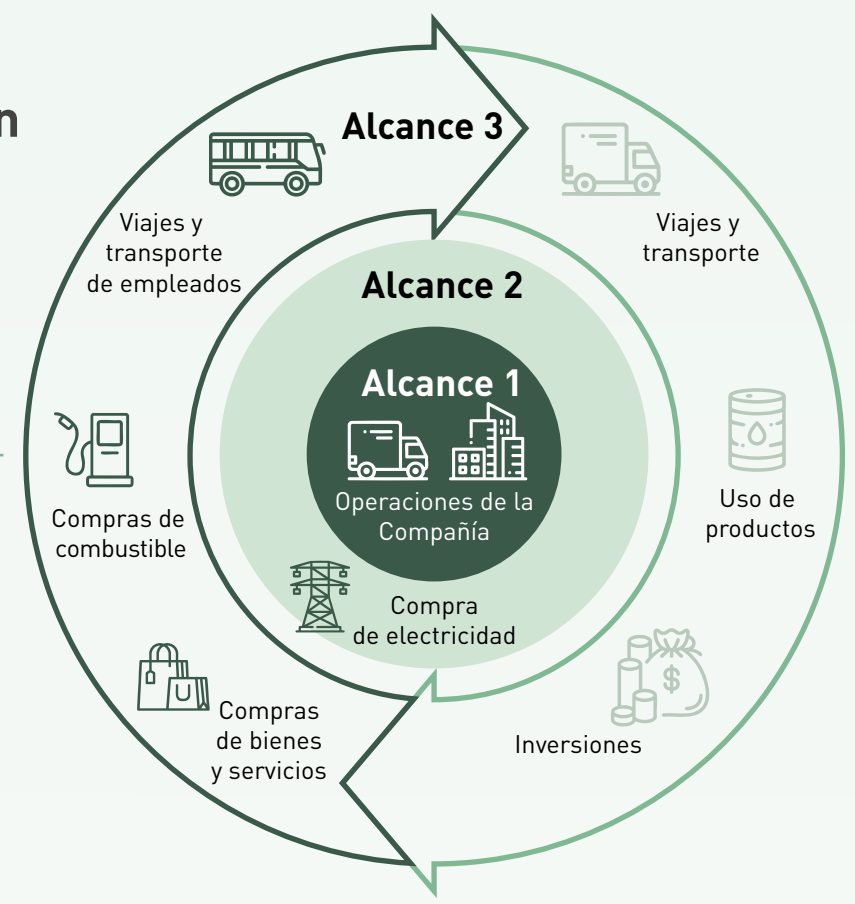 n
Alcance 3
Viajes y
transporte
de empleados
Viajes y
transporte
Alcance 2
Alcance 1
Operaciones de la
Compañía
Compras de
combustible
Uso de
productos
Compra
de electricidad
Compras
de bienes
y servicios
$
Inversiones